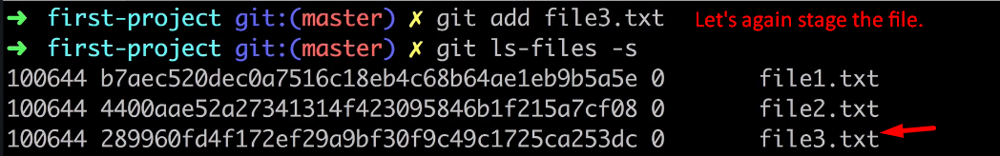 ➜ first-project git:(master) ✗ git add file3.txt Let's again stage the file.
➜ first-project git:(master) ✗ git ls-files -s
100644 b7aec520dec0a7516c18eb4c68b64ae1eb9b5a5e 0 file1.txt
100644 4400aae52a27341314f423095846b1f215a7cf08 0 file2.txt
100644 289960fd4f172ef29a9bf30f9c49c1725ca253dc 0 file3.txt